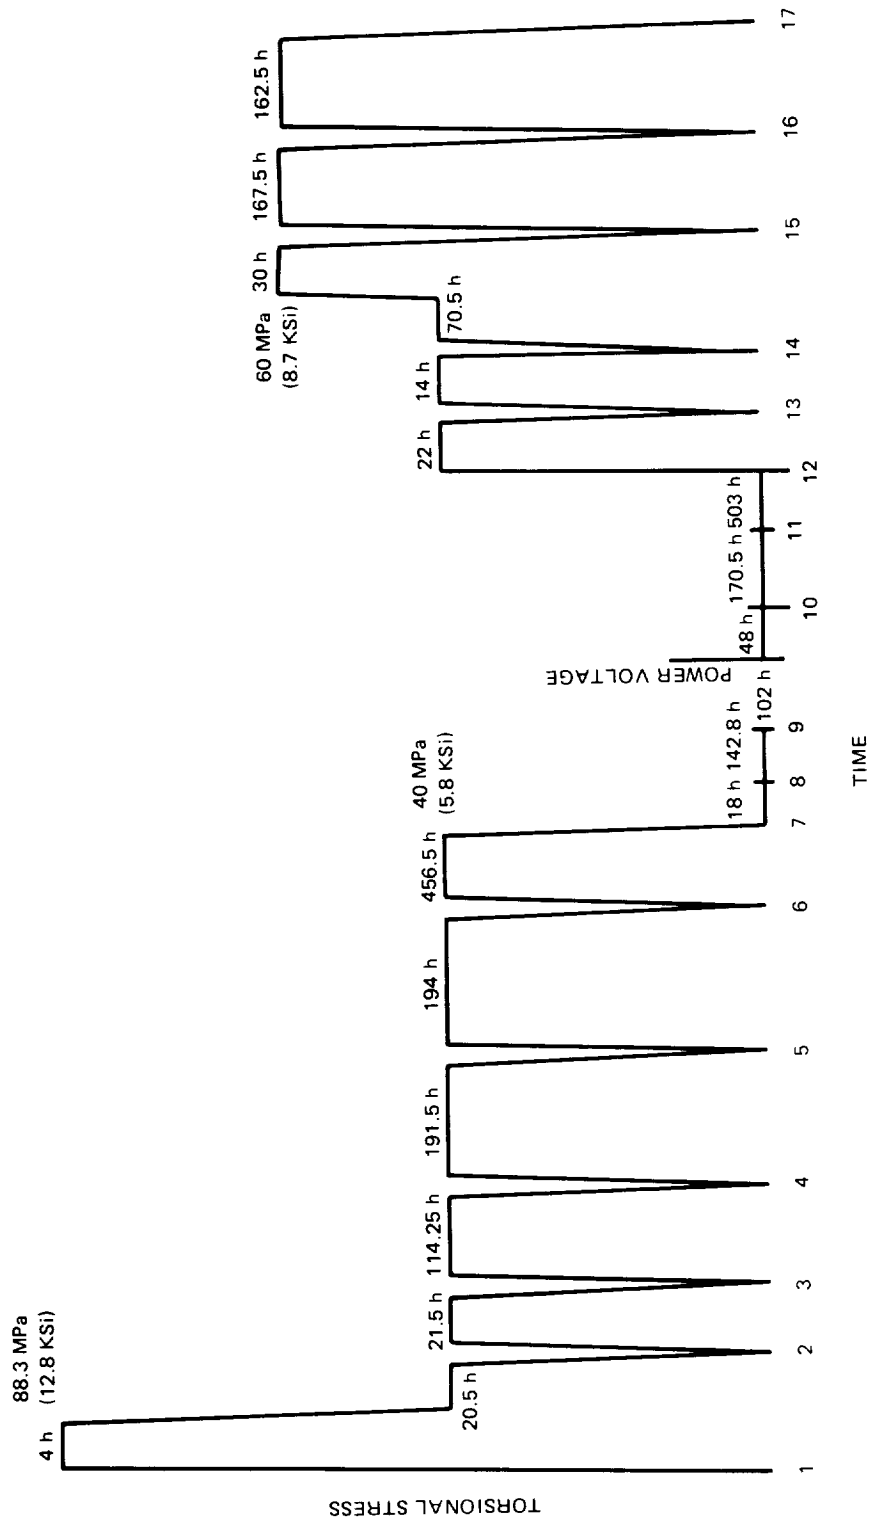 TORSIONAL STRESS
4 h
88.3 MPa
(12.8 KSi)
20.5 h
21.5 h
114.25 h
191.5 h
194 h
456.5 h
40 MPa
(5.8 KSi)
18 h
142.8 h
102 h
POWER VOLTAGE
48 h
170.5 h
503 h
22 h
14 h
70.5 h
60 MPa
(8.7 KSi)
30 h
167.5 h
162.5 h
1
2
3
4
5
6
7
8
9
10
11
12
13
14
15
16
17
TIME